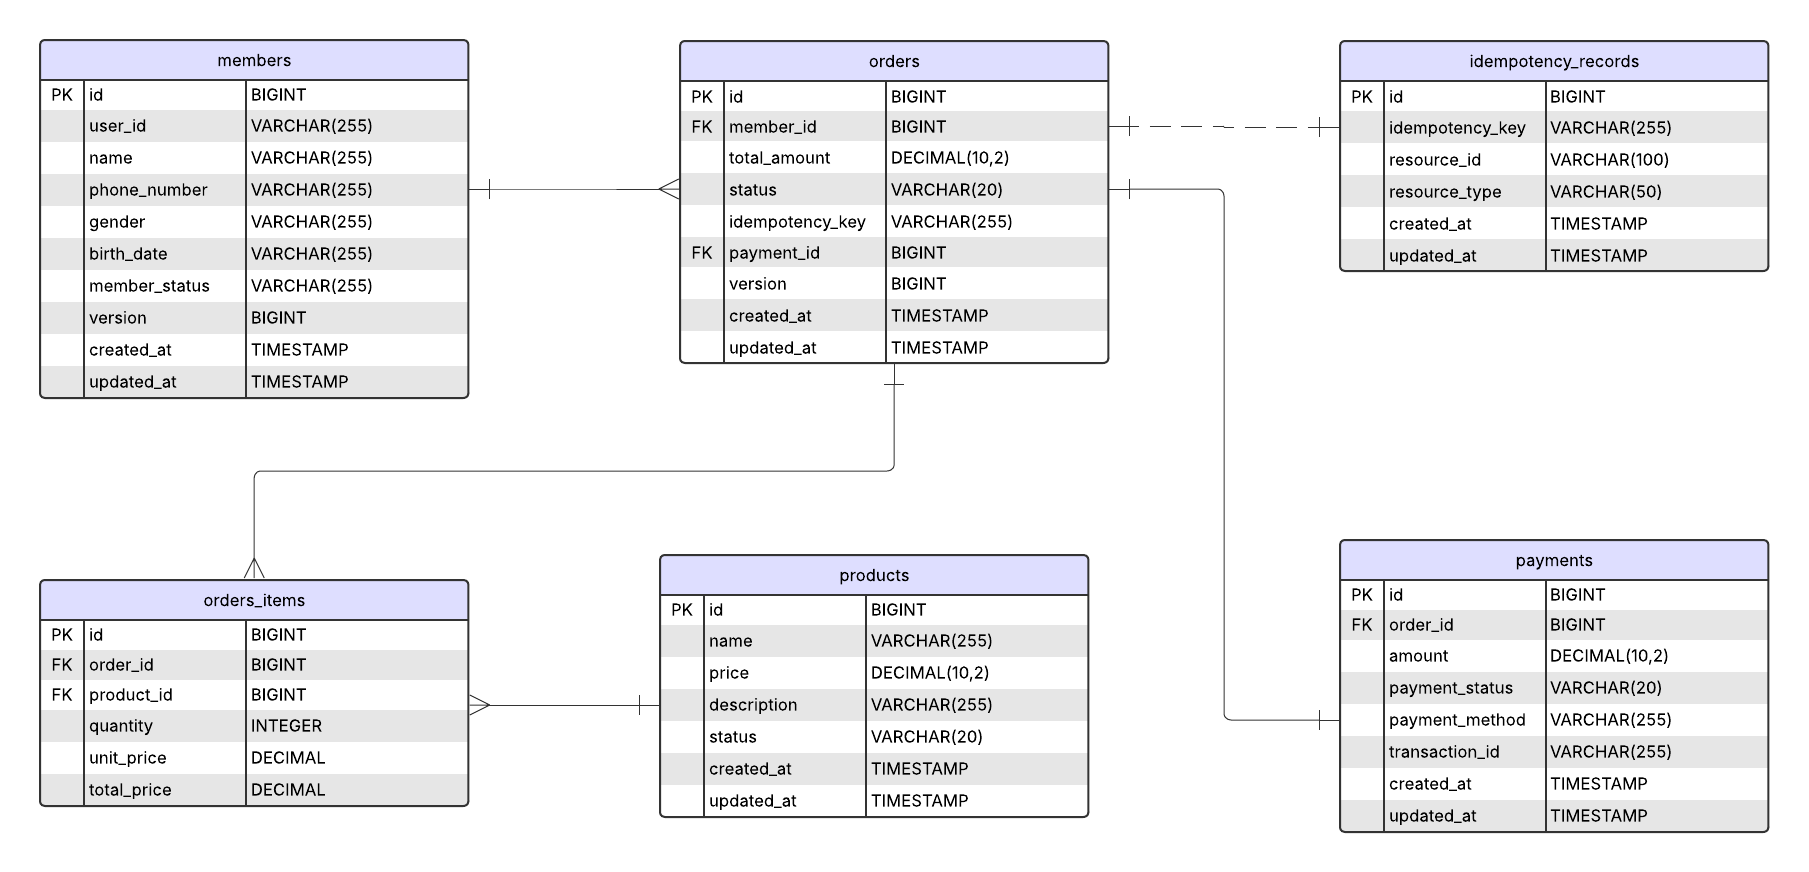 members
PK id BIGINT
user_id VARCHAR(255)
name VARCHAR(255)
phone_number VARCHAR(255)
gender VARCHAR(255)
birth_date VARCHAR(255)
member_status VARCHAR(255)
version BIGINT
created_at TIMESTAMP
updated_at TIMESTAMP
orders
PK id BIGINT
FK member_id BIGINT
total_amount DECIMAL(10,2)
status VARCHAR(20)
idempotency_key VARCHAR(255)
FK payment_id BIGINT
version BIGINT
created_at TIMESTAMP
updated_at TIMESTAMP
idempotency_records
PK id BIGINT
idempotency_key VARCHAR(255)
resource_id VARCHAR(100)
resource_type VARCHAR(50)
created_at TIMESTAMP
updated_at TIMESTAMP
orders_items
PK id BIGINT
FK order_id BIGINT
FK product_id BIGINT
quantity INTEGER
unit_price DECIMAL
total_price DECIMAL
products
PK id BIGINT
name VARCHAR(255)
price DECIMAL(10,2)
description VARCHAR(255)
status VARCHAR(20)
created_at TIMESTAMP
updated_at TIMESTAMP
payments
PK id BIGINT
FK order_id BIGINT
amount DECIMAL(10,2)
payment_status VARCHAR(20)
payment_method VARCHAR(255)
transaction_id VARCHAR(255)
created_at TIMESTAMP
updated_at TIMESTAMP